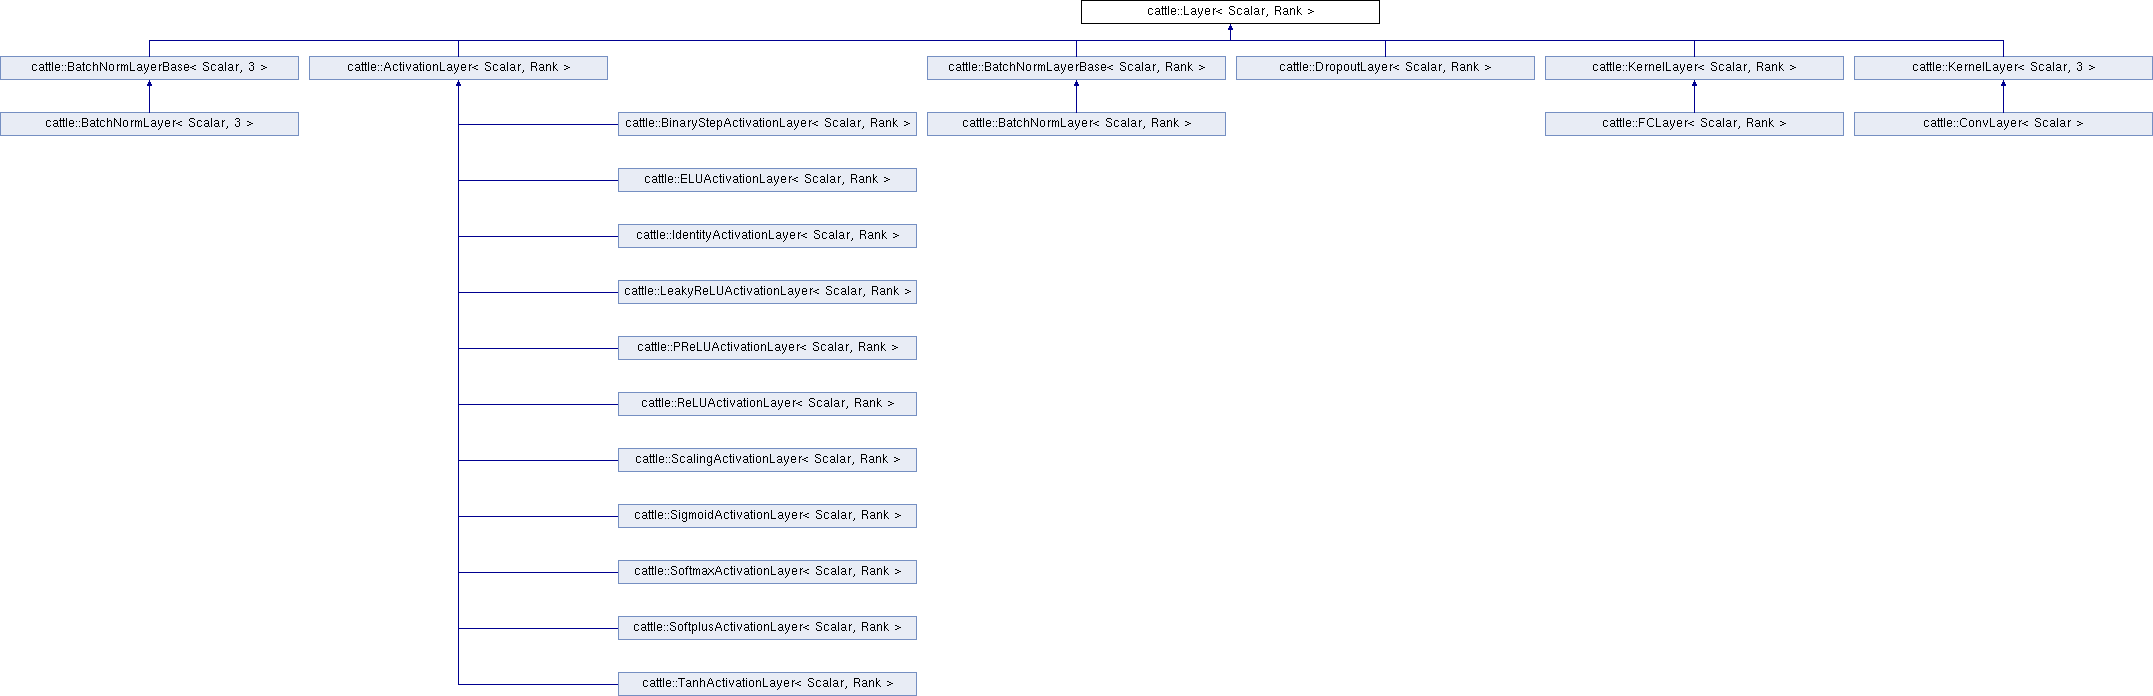 cattle::Layer< Scalar, Rank >
cattle::BatchNormLayerBase< Scalar, 3 >
cattle::ActivationLayer< Scalar, Rank >
cattle::BatchNormLayerBase< Scalar, Rank >
cattle::DropoutLayer< Scalar, Rank >
cattle::KernelLayer< Scalar, Rank >
cattle::KernelLayer< Scalar, 3 >
cattle::BatchNormLayer< Scalar, 3 >
cattle::BinaryStepActivationLayer< Scalar, Rank >
cattle::BatchNormLayer< Scalar, Rank >
cattle::FCLayer< Scalar, Rank >
cattle::ConvLayer< Scalar >
cattle::ELUActivationLayer< Scalar, Rank >
cattle::IdentityActivationLayer< Scalar, Rank >
cattle::LeakyReLUActivationLayer< Scalar, Rank >
cattle::PReLUActivationLayer< Scalar, Rank >
cattle::ReLUActivationLayer< Scalar, Rank >
cattle::ScalingActivationLayer< Scalar, Rank >
cattle::SigmoidActivationLayer< Scalar, Rank >
cattle::SoftmaxActivationLayer< Scalar, Rank >
cattle::SoftplusActivationLayer< Scalar, Rank >
cattle::TanhActivationLayer< Scalar, Rank >